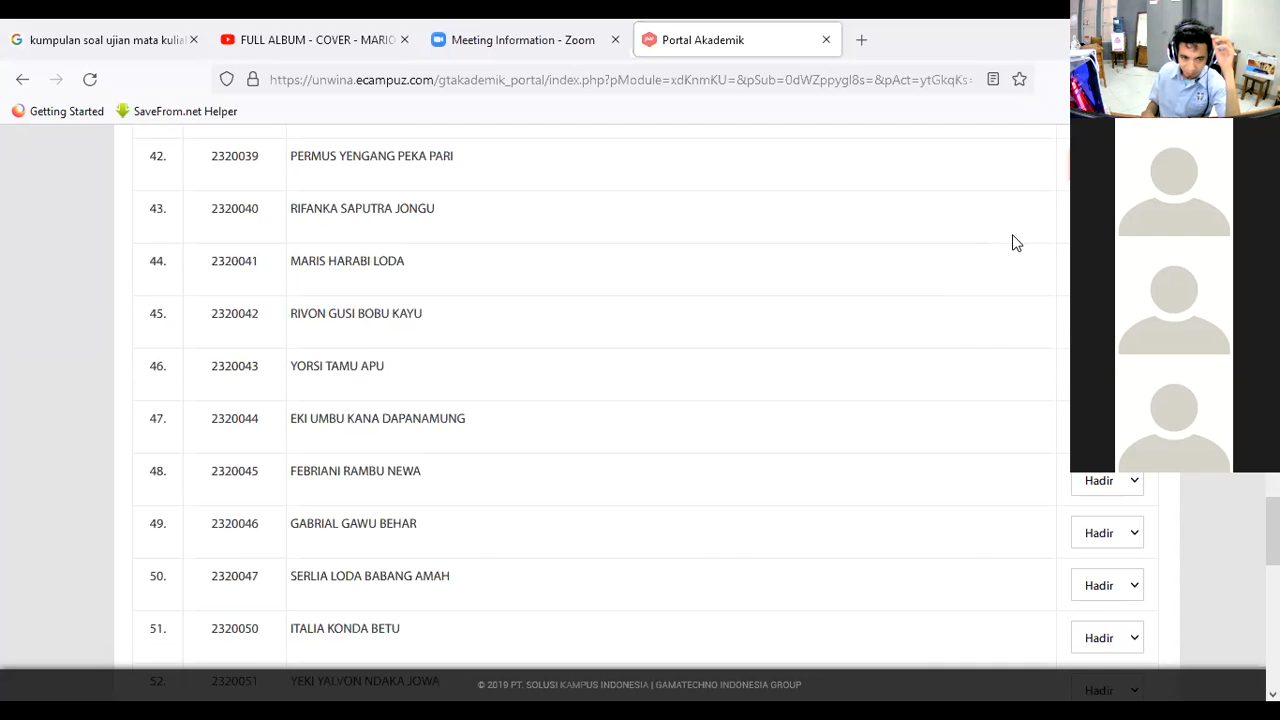 kumpulan soal ujian mata kulia
FULL ALBUM - COVER - MARIO
Meeting Information - Zoom
Portal Akademik
https://unwina.ecampuz.com/gtakademik_portal/index.php?pModule=xdKnmKU=&pSub=0dWZppygl8s=&pAct=ytGkqKs=
Getting Started
SaveFrom.net Helper
42. 2320039 PERMUS YENGANG PEKA PARI
43. 2320040 RIFANKA SAPUTRA JONGU
44. 2320041 MARIS HARABI LODA
45. 2320042 RIVON GUSI BOBU KAYU
46. 2320043 YORSI TAMU APU
47. 2320044 EKI UMBU KANA DAPANAMUNG
48. 2320045 FEBRIANI RAMBU NEWA Hadir
49. 2320046 GABRIAL GAWU BEHAR Hadir
50. 2320047 SERLIA LODA BABANG AMAH Hadir
51. 2320050 ITALIA KONDA BETU Hadir
52. 2320051 YEKI YALVON NDAKA JOWA Hadir
© 2019 PT. SOLUSI KAMPUS INDONESIA | GAMATECHNO INDONESIA GROUP